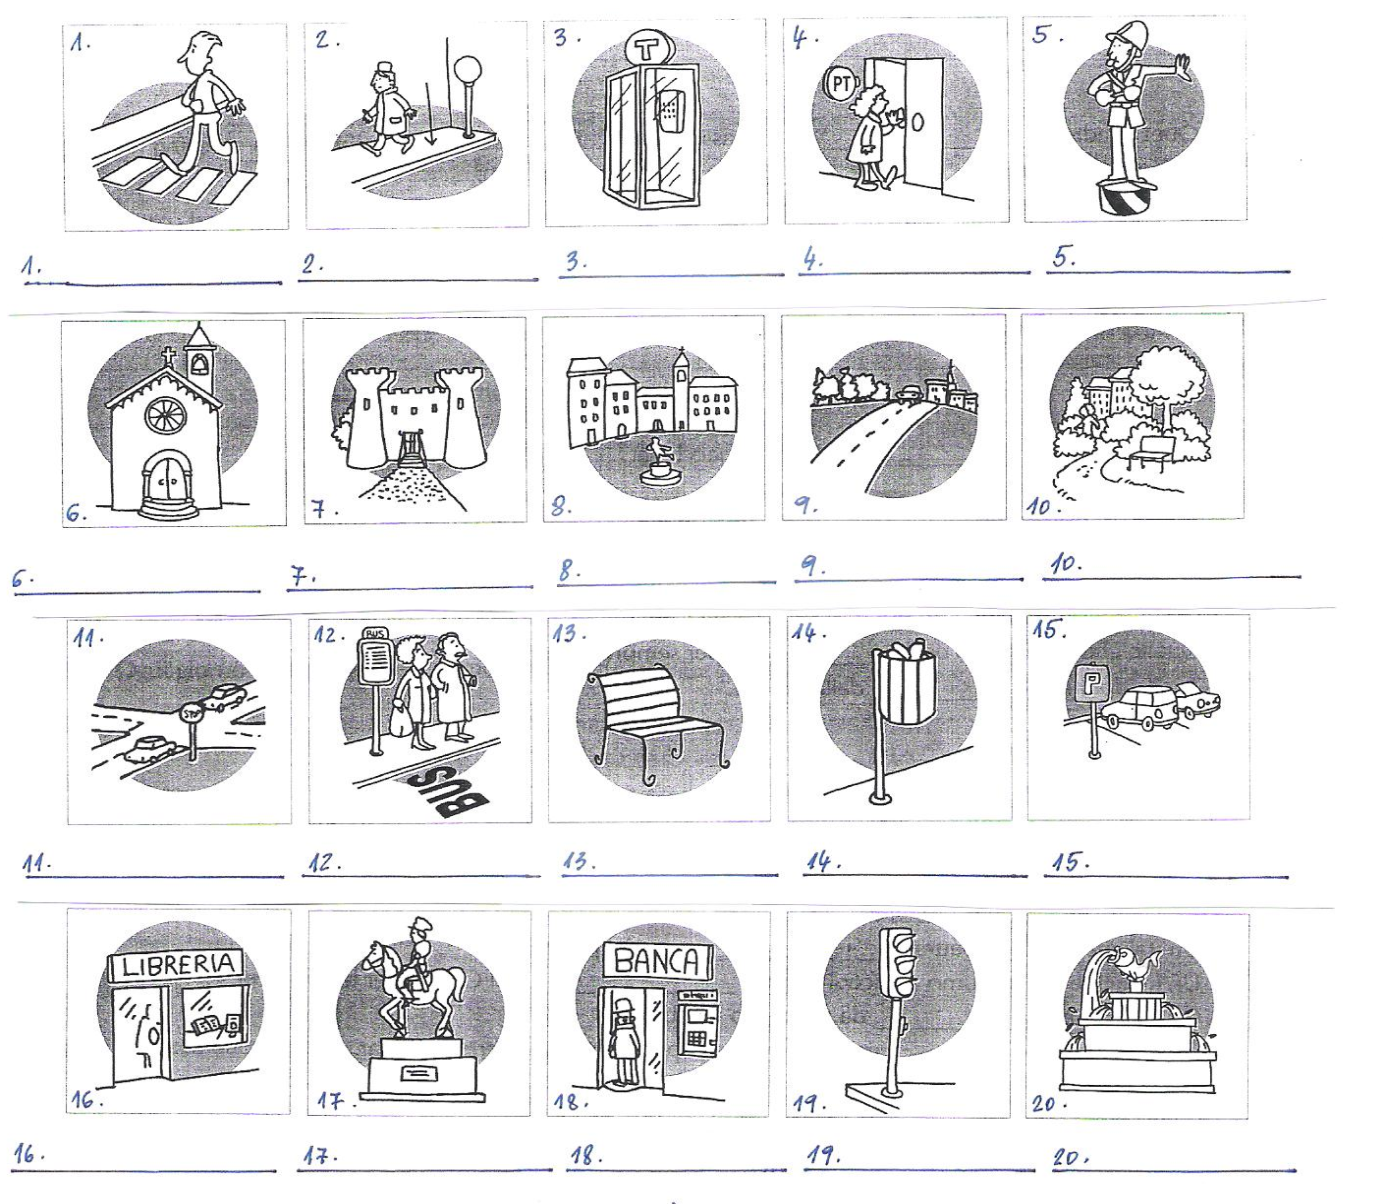 1. 2. 3. 4. 5.
T
PT
1. 2. 3. 4. 5.
6. 7. 8. 9. 10.
6. 7. 8. 9. 10.
11. 12. 13. 14. 15.
BUS
P
STOP
BUS
11. 12. 13. 14. 15.
LIBRERIA
BANCA
16. 17. 18. 19. 20.
16. 17. 18. 19. 20.